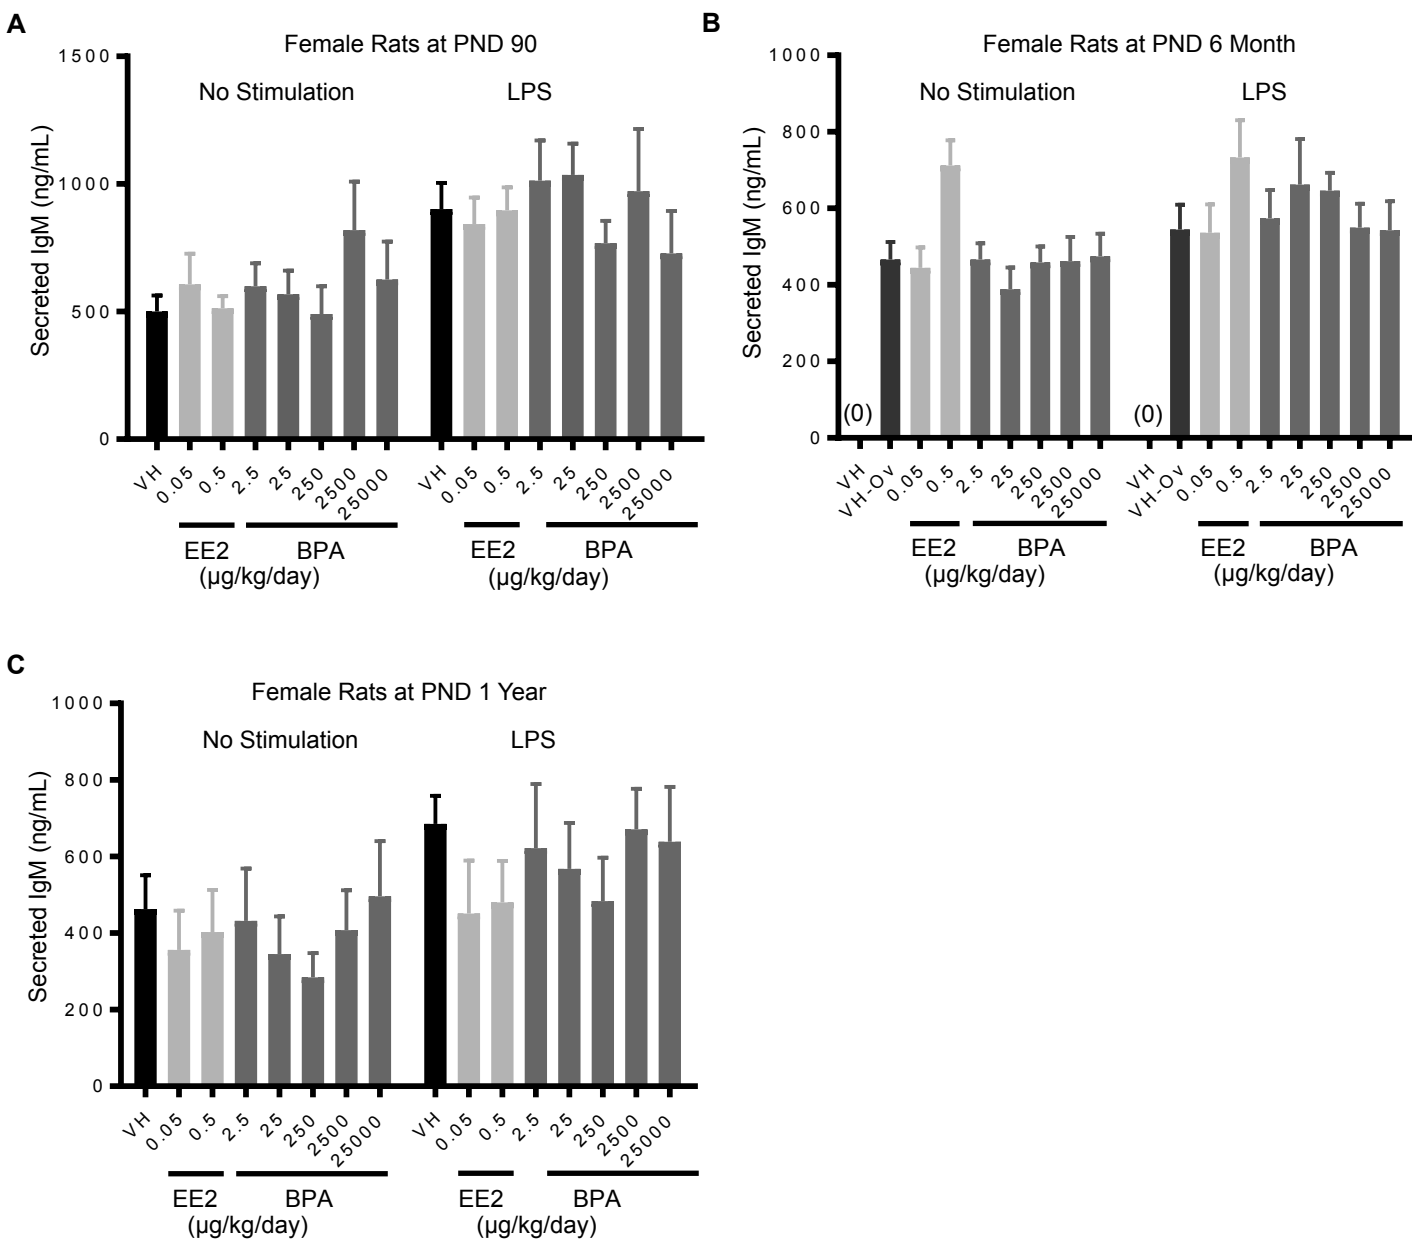 A
Female Rats at PND 90
No Stimulation
LPS
Secreted IgM (ng/mL)
1500
1000
500
0
VH
0.05
0.5
2.5
25
250
2500
25000
VH
0.05
0.5
2.5
25
250
2500
25000
EE2
BPA
(µg/kg/day)
EE2
BPA
(µg/kg/day)
B
Female Rats at PND 6 Month
No Stimulation
LPS
Secreted IgM (ng/mL)
1000
800
600
400
200
0
(0)
(0)
VH
VH-Ov
0.05
0.5
2.5
25
250
2500
25000
VH
VH-Ov
0.05
0.5
2.5
25
250
2500
25000
EE2
BPA
(µg/kg/day)
EE2
BPA
(µg/kg/day)
C
Female Rats at PND 1 Year
No Stimulation
LPS
Secreted IgM (ng/mL)
1000
800
600
400
200
0
VH
0.05
0.5
2.5
25
250
2500
25000
VH
0.05
0.5
2.5
25
250
2500
25000
EE2
BPA
(µg/kg/day)
EE2
BPA
(µg/kg/day)